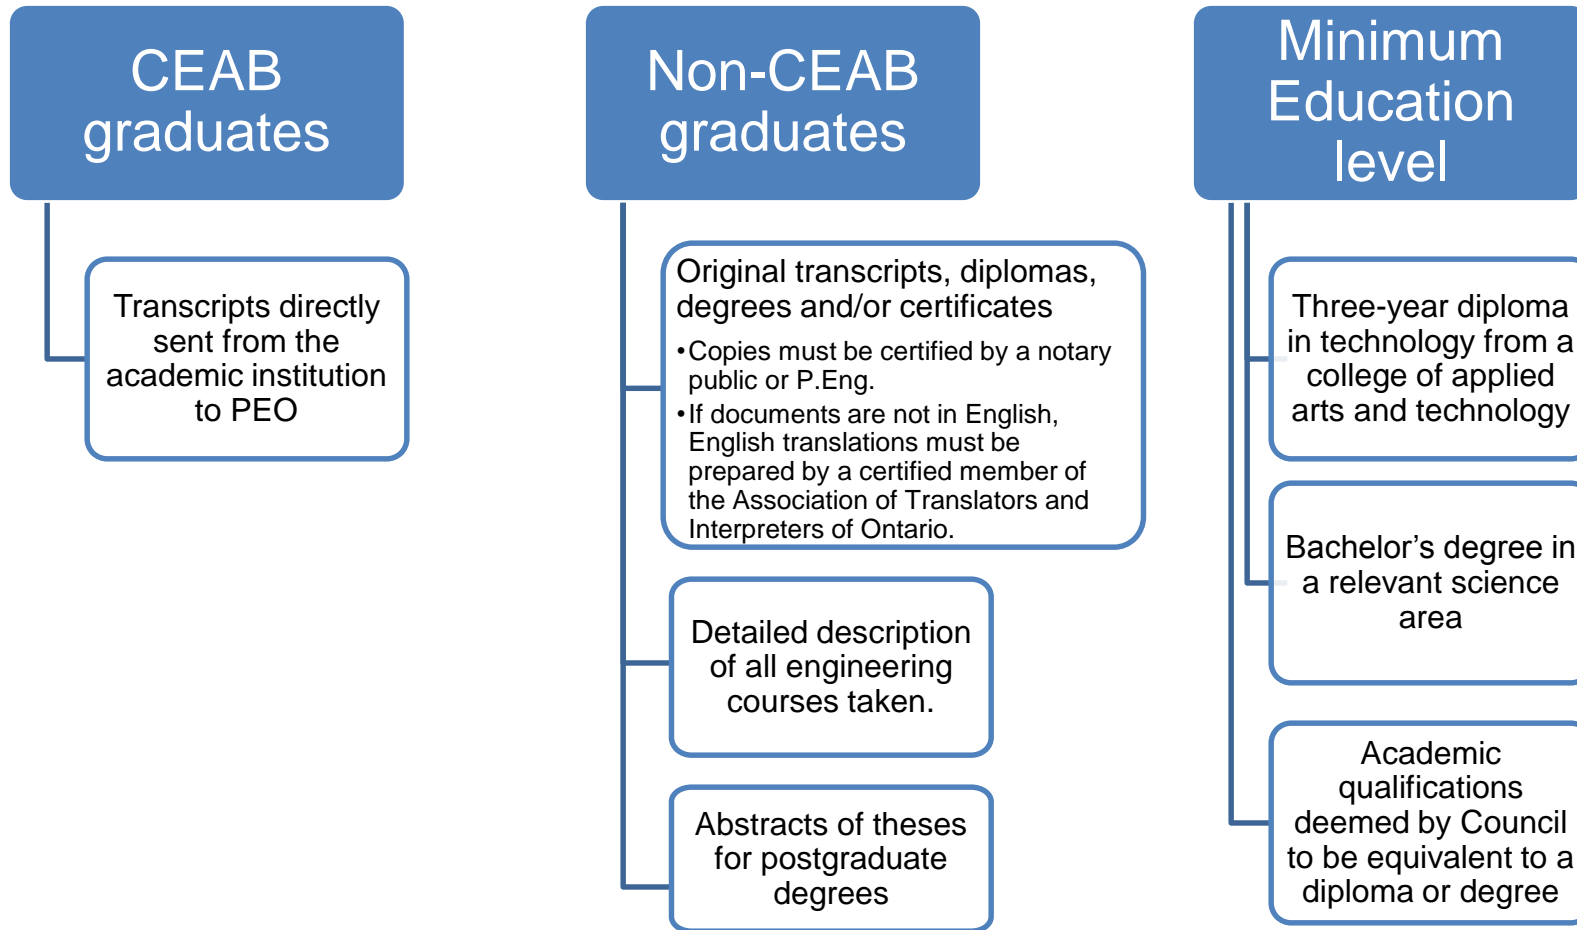 CEAB
graduates
Transcripts directly
sent from the
academic institution
to PEO
Non-CEAB
graduates
Original transcripts, diplomas,
degrees and/or certificates
•Copies must be certified by a notary
public or P.Eng.
•If documents are not in English,
English translations must be
prepared by a certified member of
the Association of Translators and
Interpreters of Ontario.
Detailed description
of all engineering
courses taken.
Abstracts of theses
for postgraduate
degrees
Minimum
Education
level
Three-year diploma
in technology from a
college of applied
arts and technology
Bachelor’s degree in
a relevant science
area
Academic
qualifications
deemed by Council
to be equivalent to a
diploma or degree